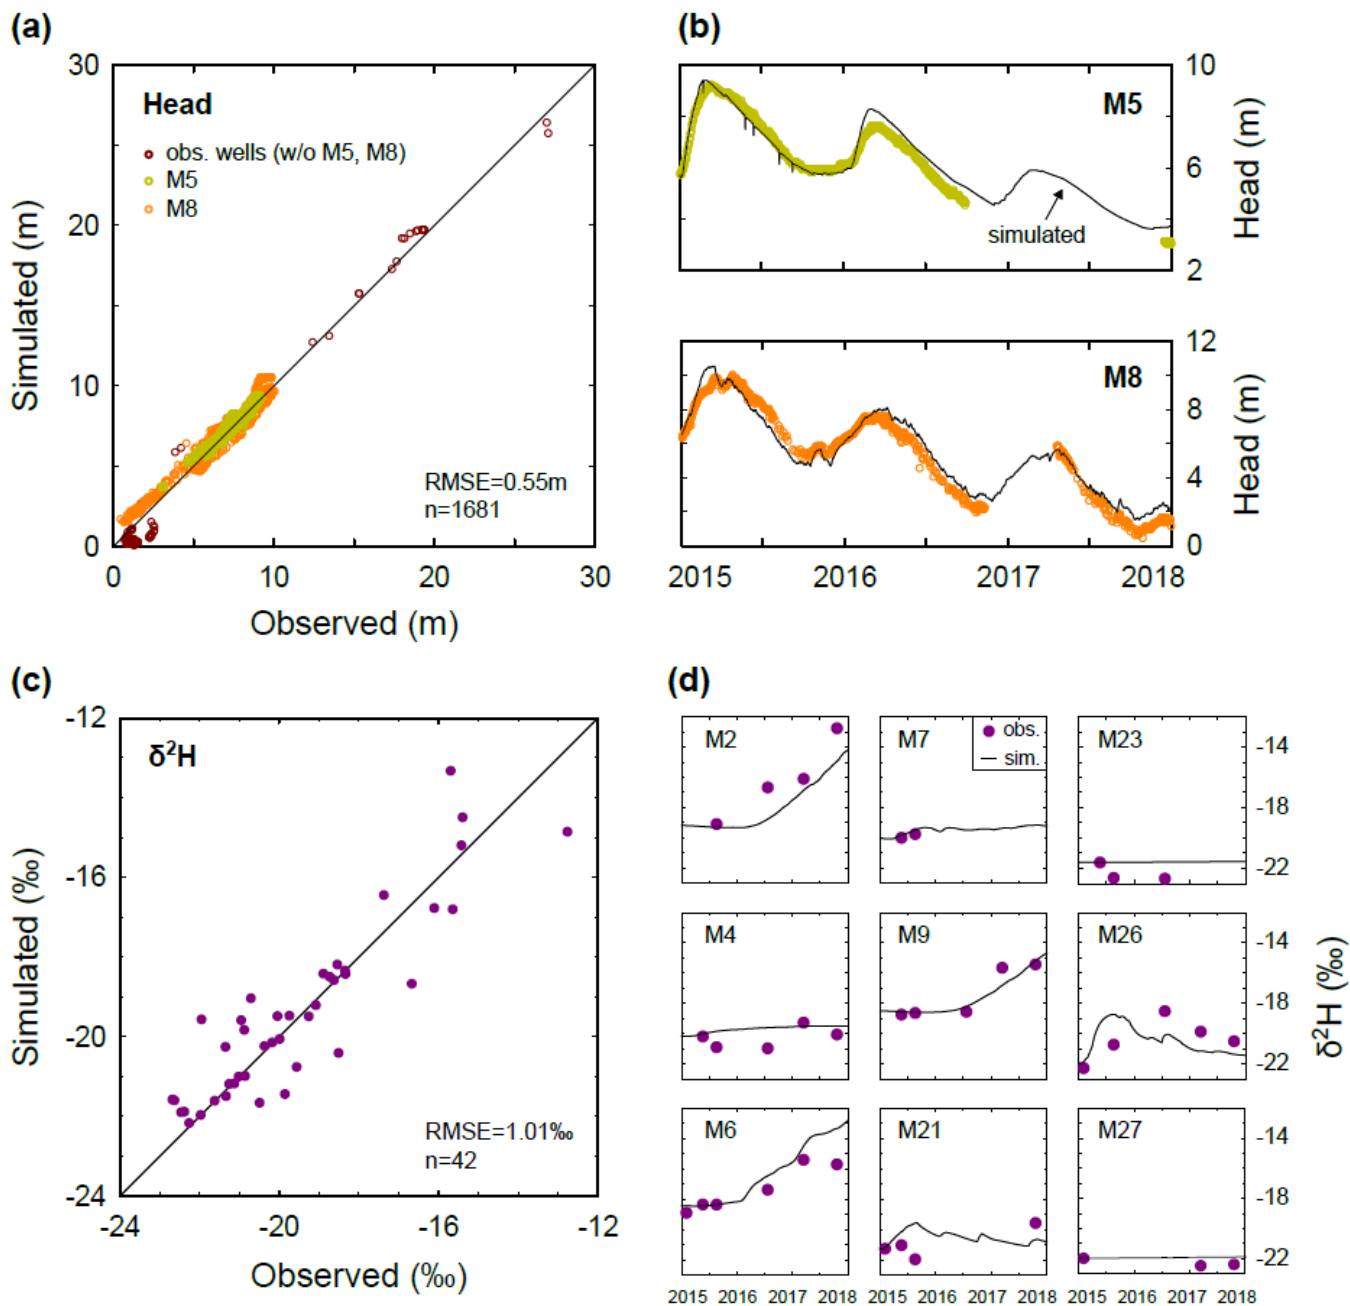 (a)
30
20
10
0
0
10
20
30
Head
obs. wells (w/o M5, M8)
M5
M8
RMSE=0.55m
n=1681
Simulated (m)
Observed (m)
(b)
M5
10
6
2
Head (m)
simulated
M8
12
8
4
0
Head (m)
2015
2016
2017
2018
(c)
-12
-16
-20
-24
-24
-20
-16
-12
δ²H
RMSE=1.01‰
n=42
Simulated (‰)
Observed (‰)
(d)
M2
M7
obs.
sim.
M23
-14
-18
-22
M4
M9
M26
-14
-18
-22
δ²H (‰)
M6
M21
M27
-14
-18
-22
2015 2016 2017 2018
2015 2016 2017 2018
2015 2016 2017 2018